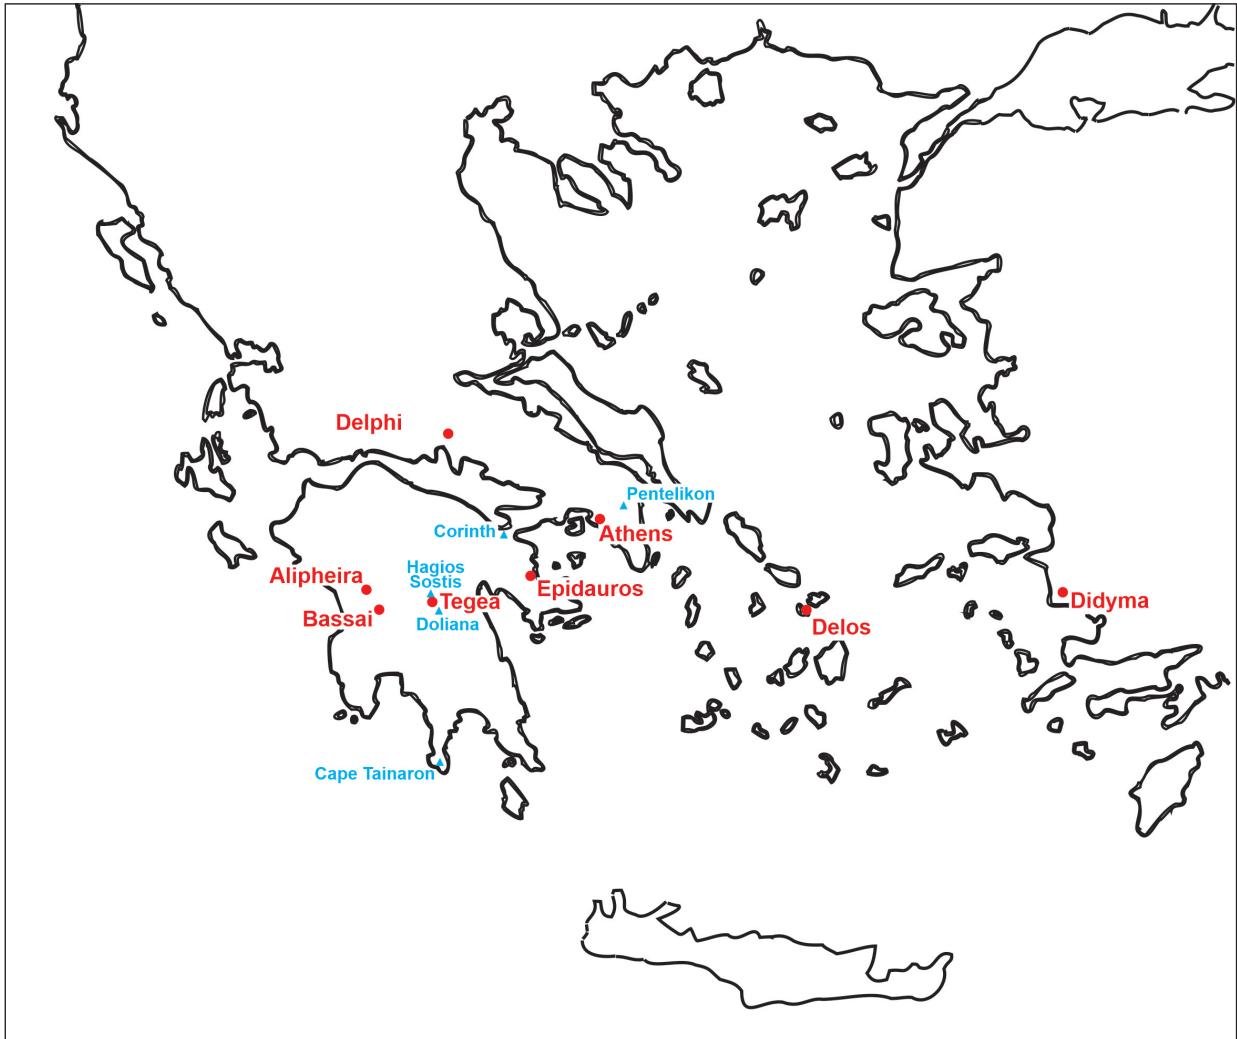 Delphi
Pentelikon
Corinth
Athens
Hagios
Sostis
Alipheira
Epidauros
Tegea
Bassai
Doliana
Didyma
Delos
Cape Tainaron